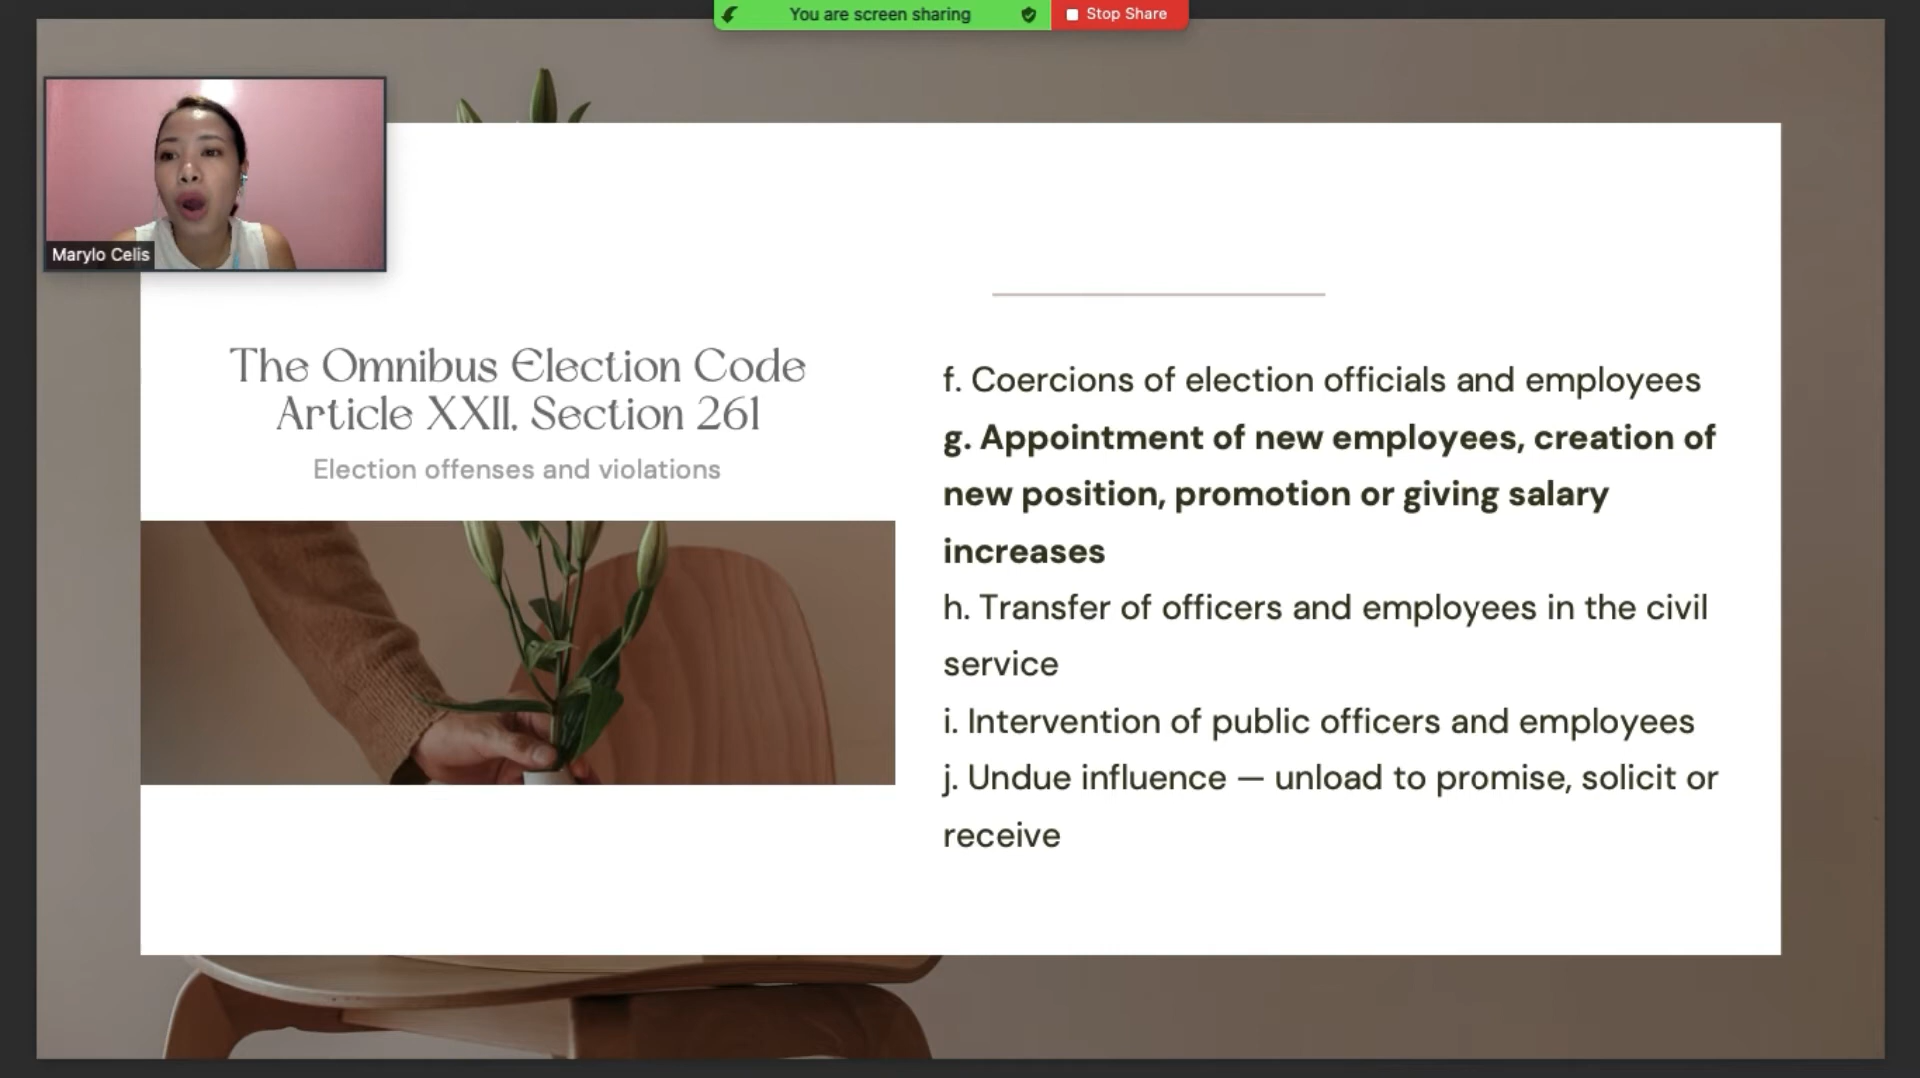 You are screen sharing
Stop Share
Marylo Celis
The Omnibus Election Code
Article XXII, Section 261
Election offenses and violations
f. Coercions of election officials and employees
g. Appointment of new employees, creation of
new position, promotion or giving salary
increases
h. Transfer of officers and employees in the civil
service
i. Intervention of public officers and employees
j. Undue influence — unload to promise, solicit or
receive